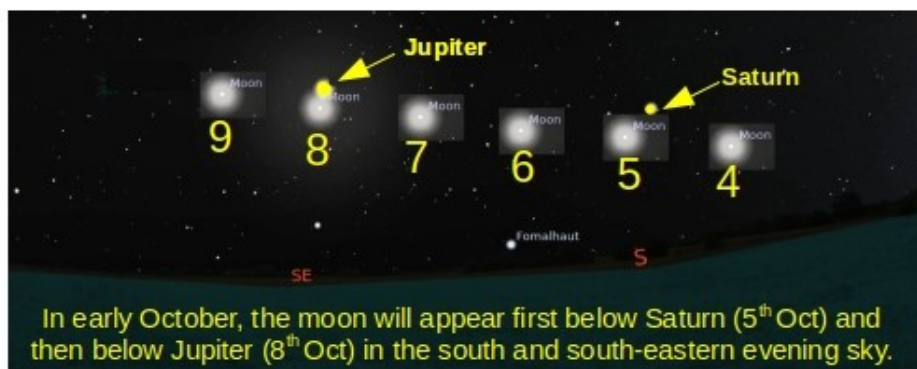 Jupiter
Saturn
Moon
Moon
Moon
Moon
Moon
Moon
9
8
7
6
5
4
Fomalhaut
SE
S
In early October, the moon will appear first below Saturn (5th Oct) and
then below Jupiter (8th Oct) in the south and south-eastern evening sky.